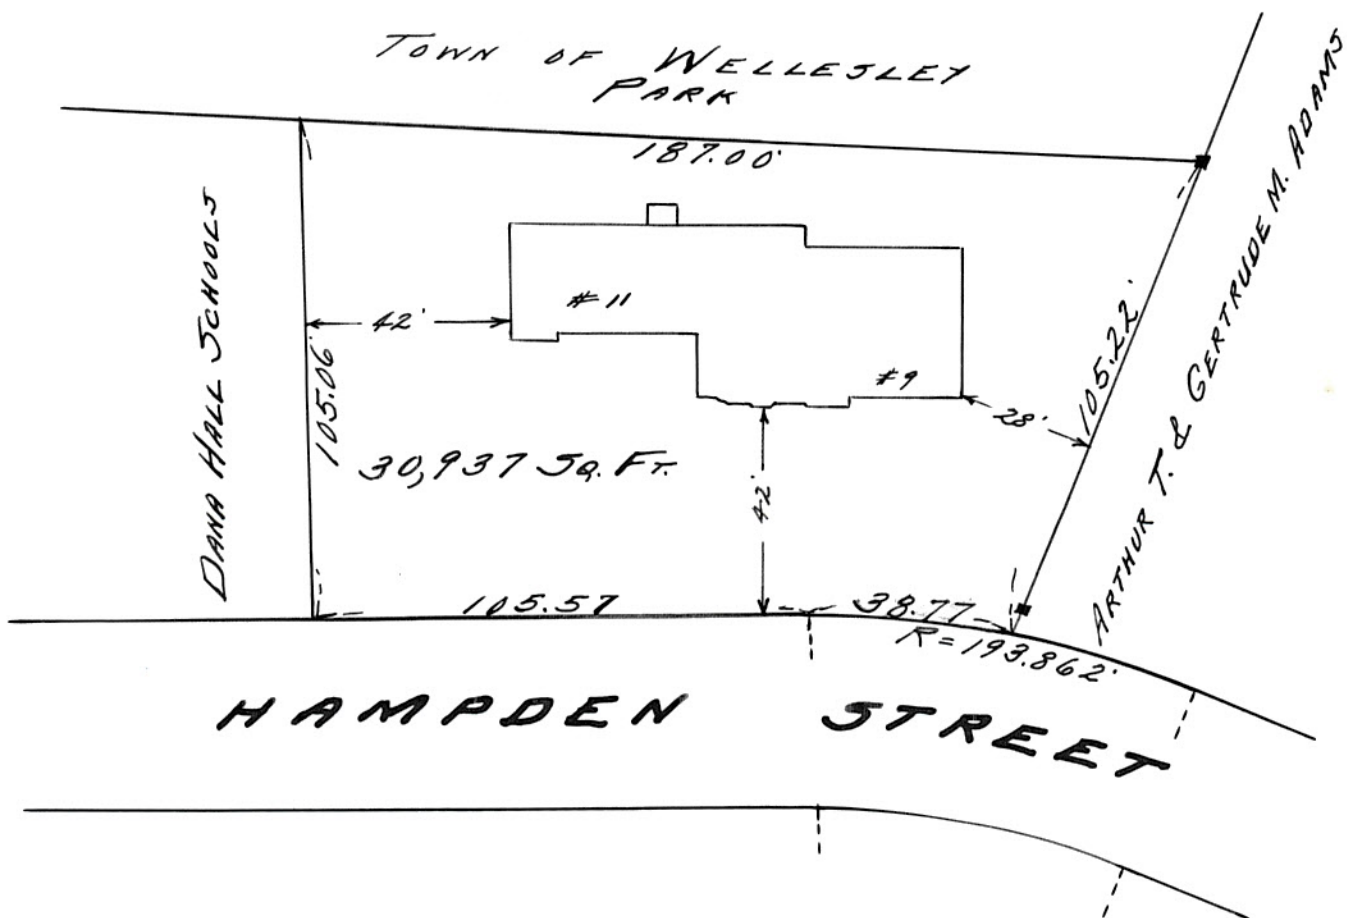 TOWN OF WELLESLEY
PARK
187.00'
DANA HALL SCHOOLS
ARTHUR T. & GERTRUDE M. ADAMS
#11
42'
105.06'
#9
28'
105.22'
30,937 SQ. FT.
42'
105.57
38.77
R=193.862'
HAMPDEN STREET